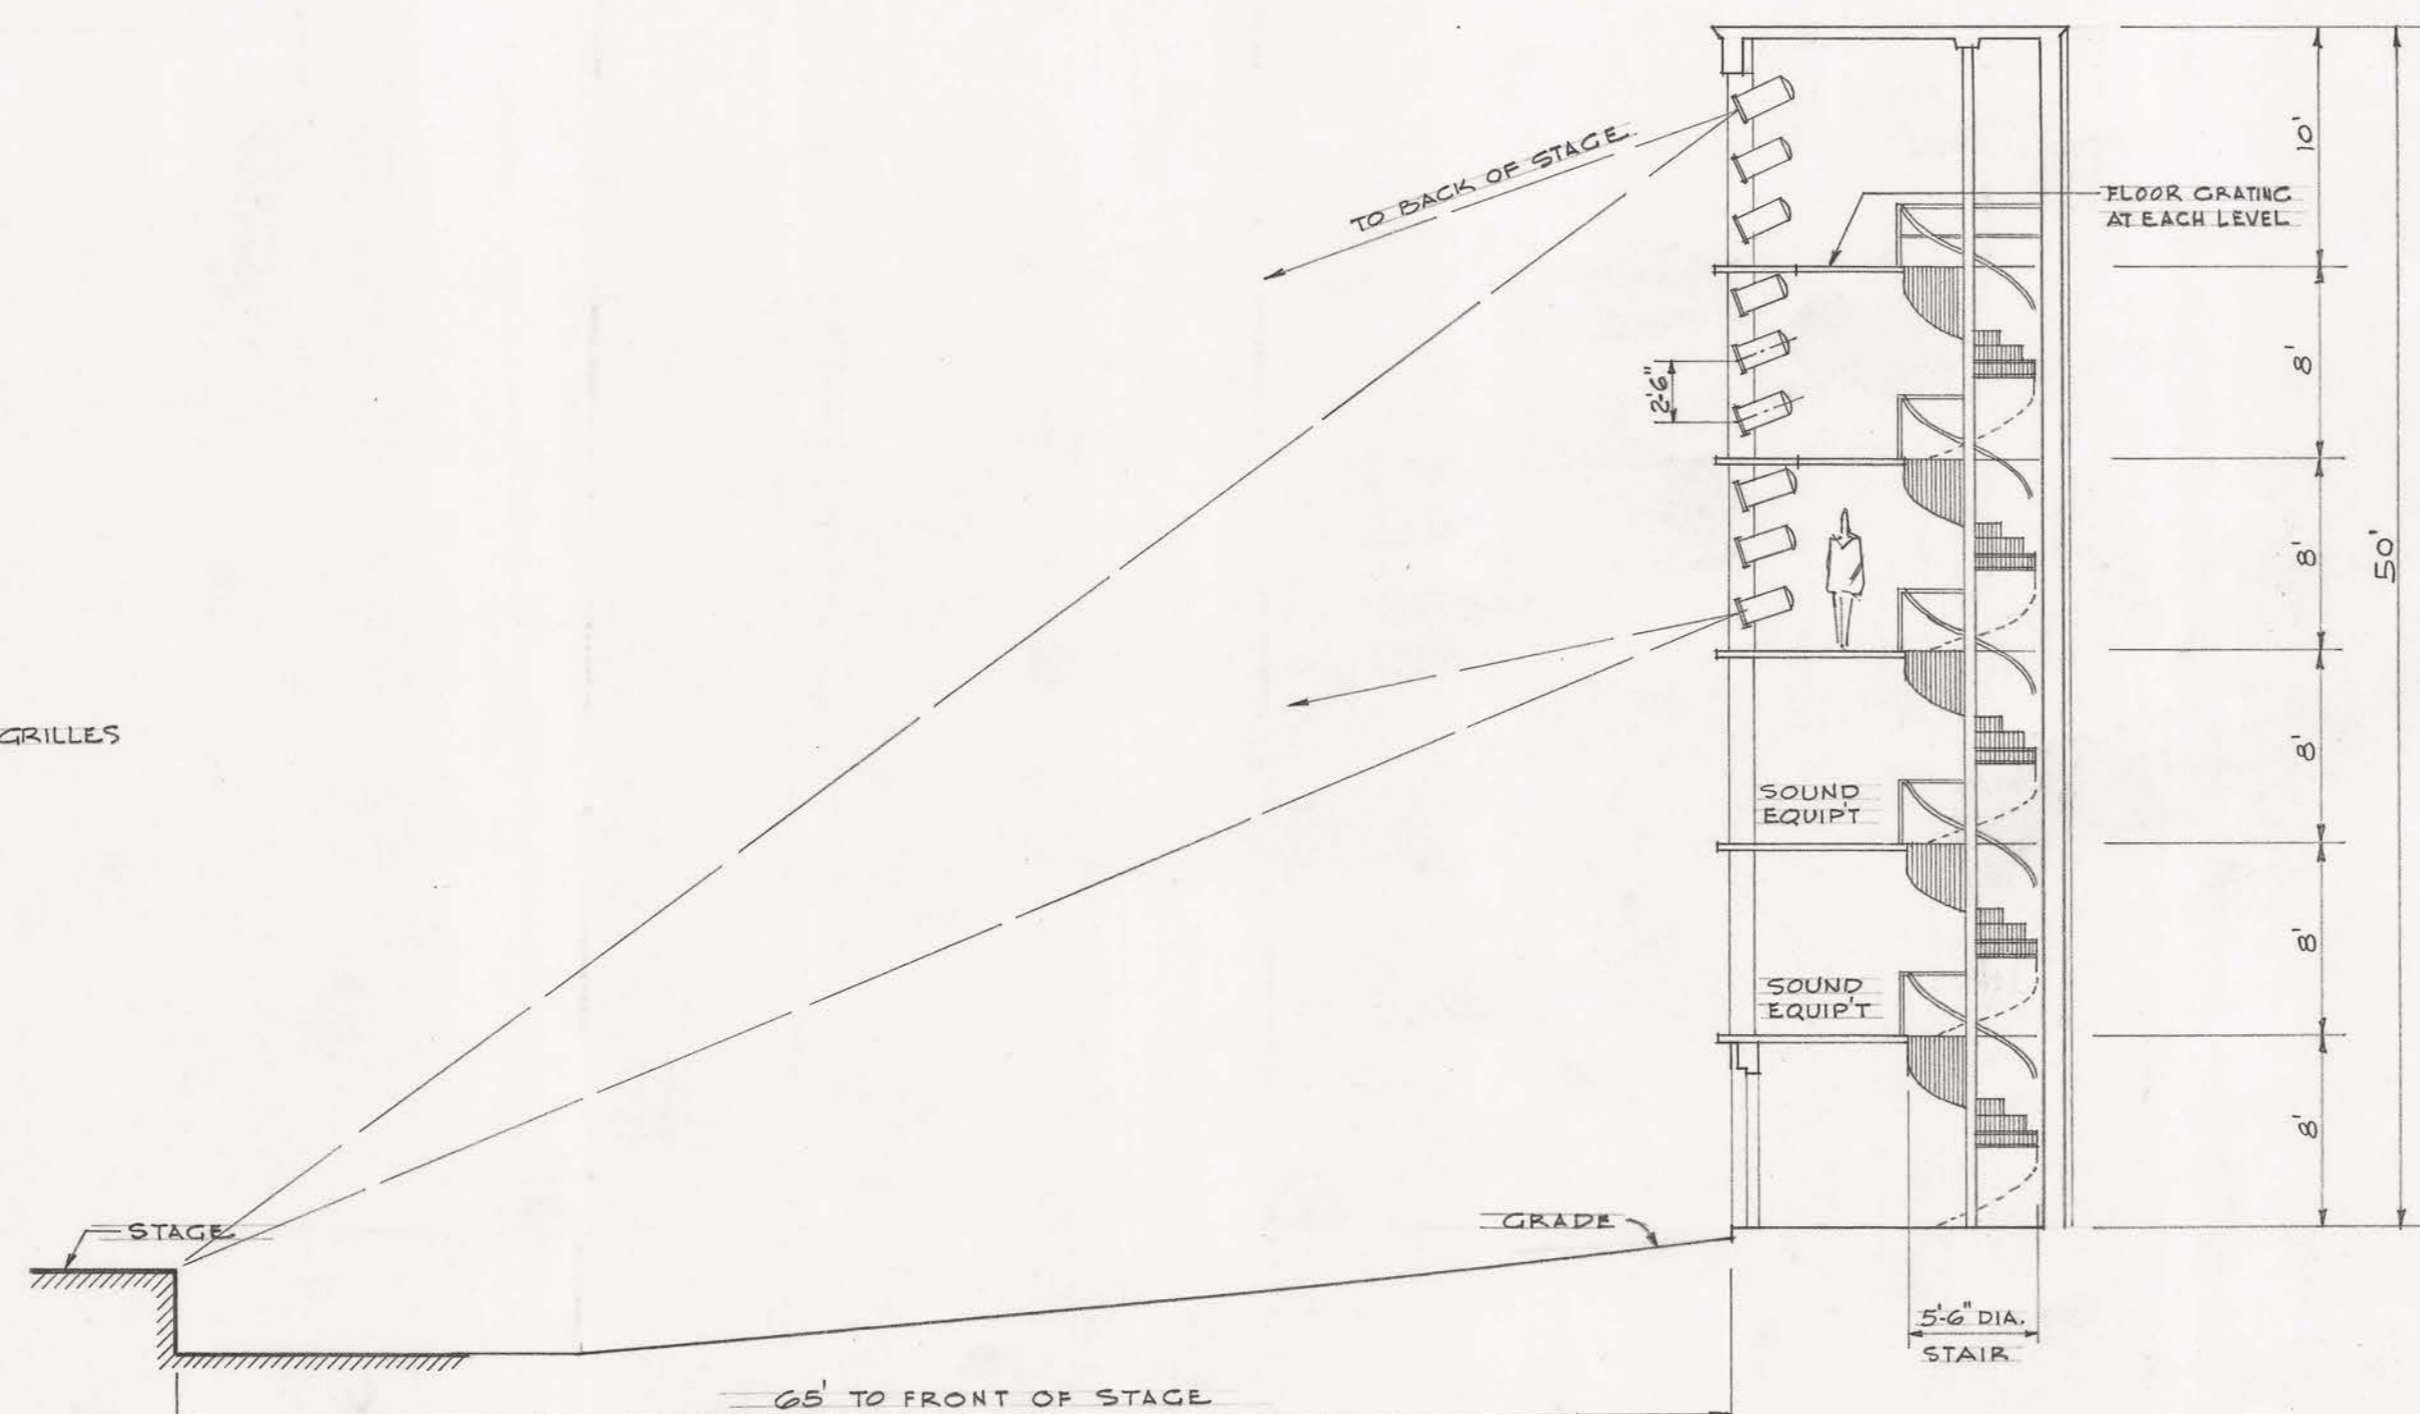 TO BACK OF STAGE
FLOOR GRATING
AT EACH LEVEL
10'
8'
2'-6"
8'
50'
GRILLES
8'
SOUND
EQUIP'T
8'
SOUND
EQUIP'T
8'
STAGE
GRADE
5'-6" DIA.
STAIR
65' TO FRONT OF STAGE